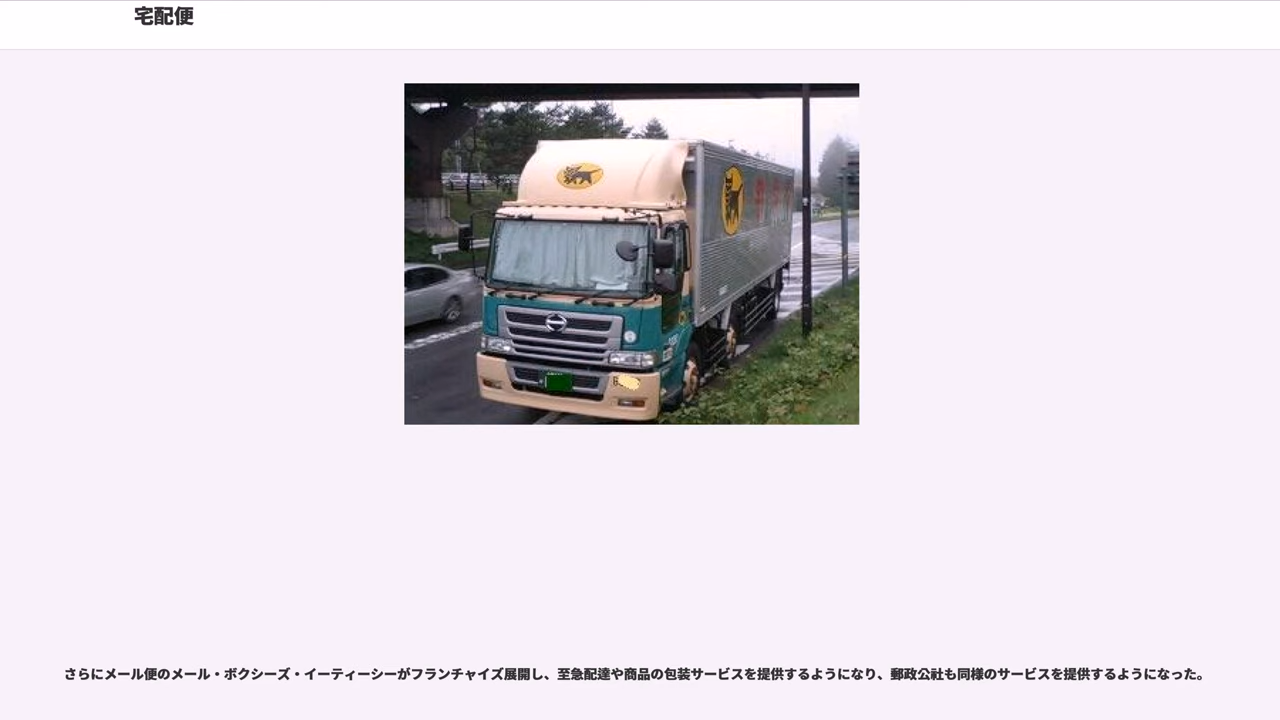 宅配便
さらにメール便のメール・ボクシーズ・イーティーシーがフランチャイズ展開し、至急配達や商品の包装サービスを提供するようになり、郵政公社も同様のサービスを提供するようになった。